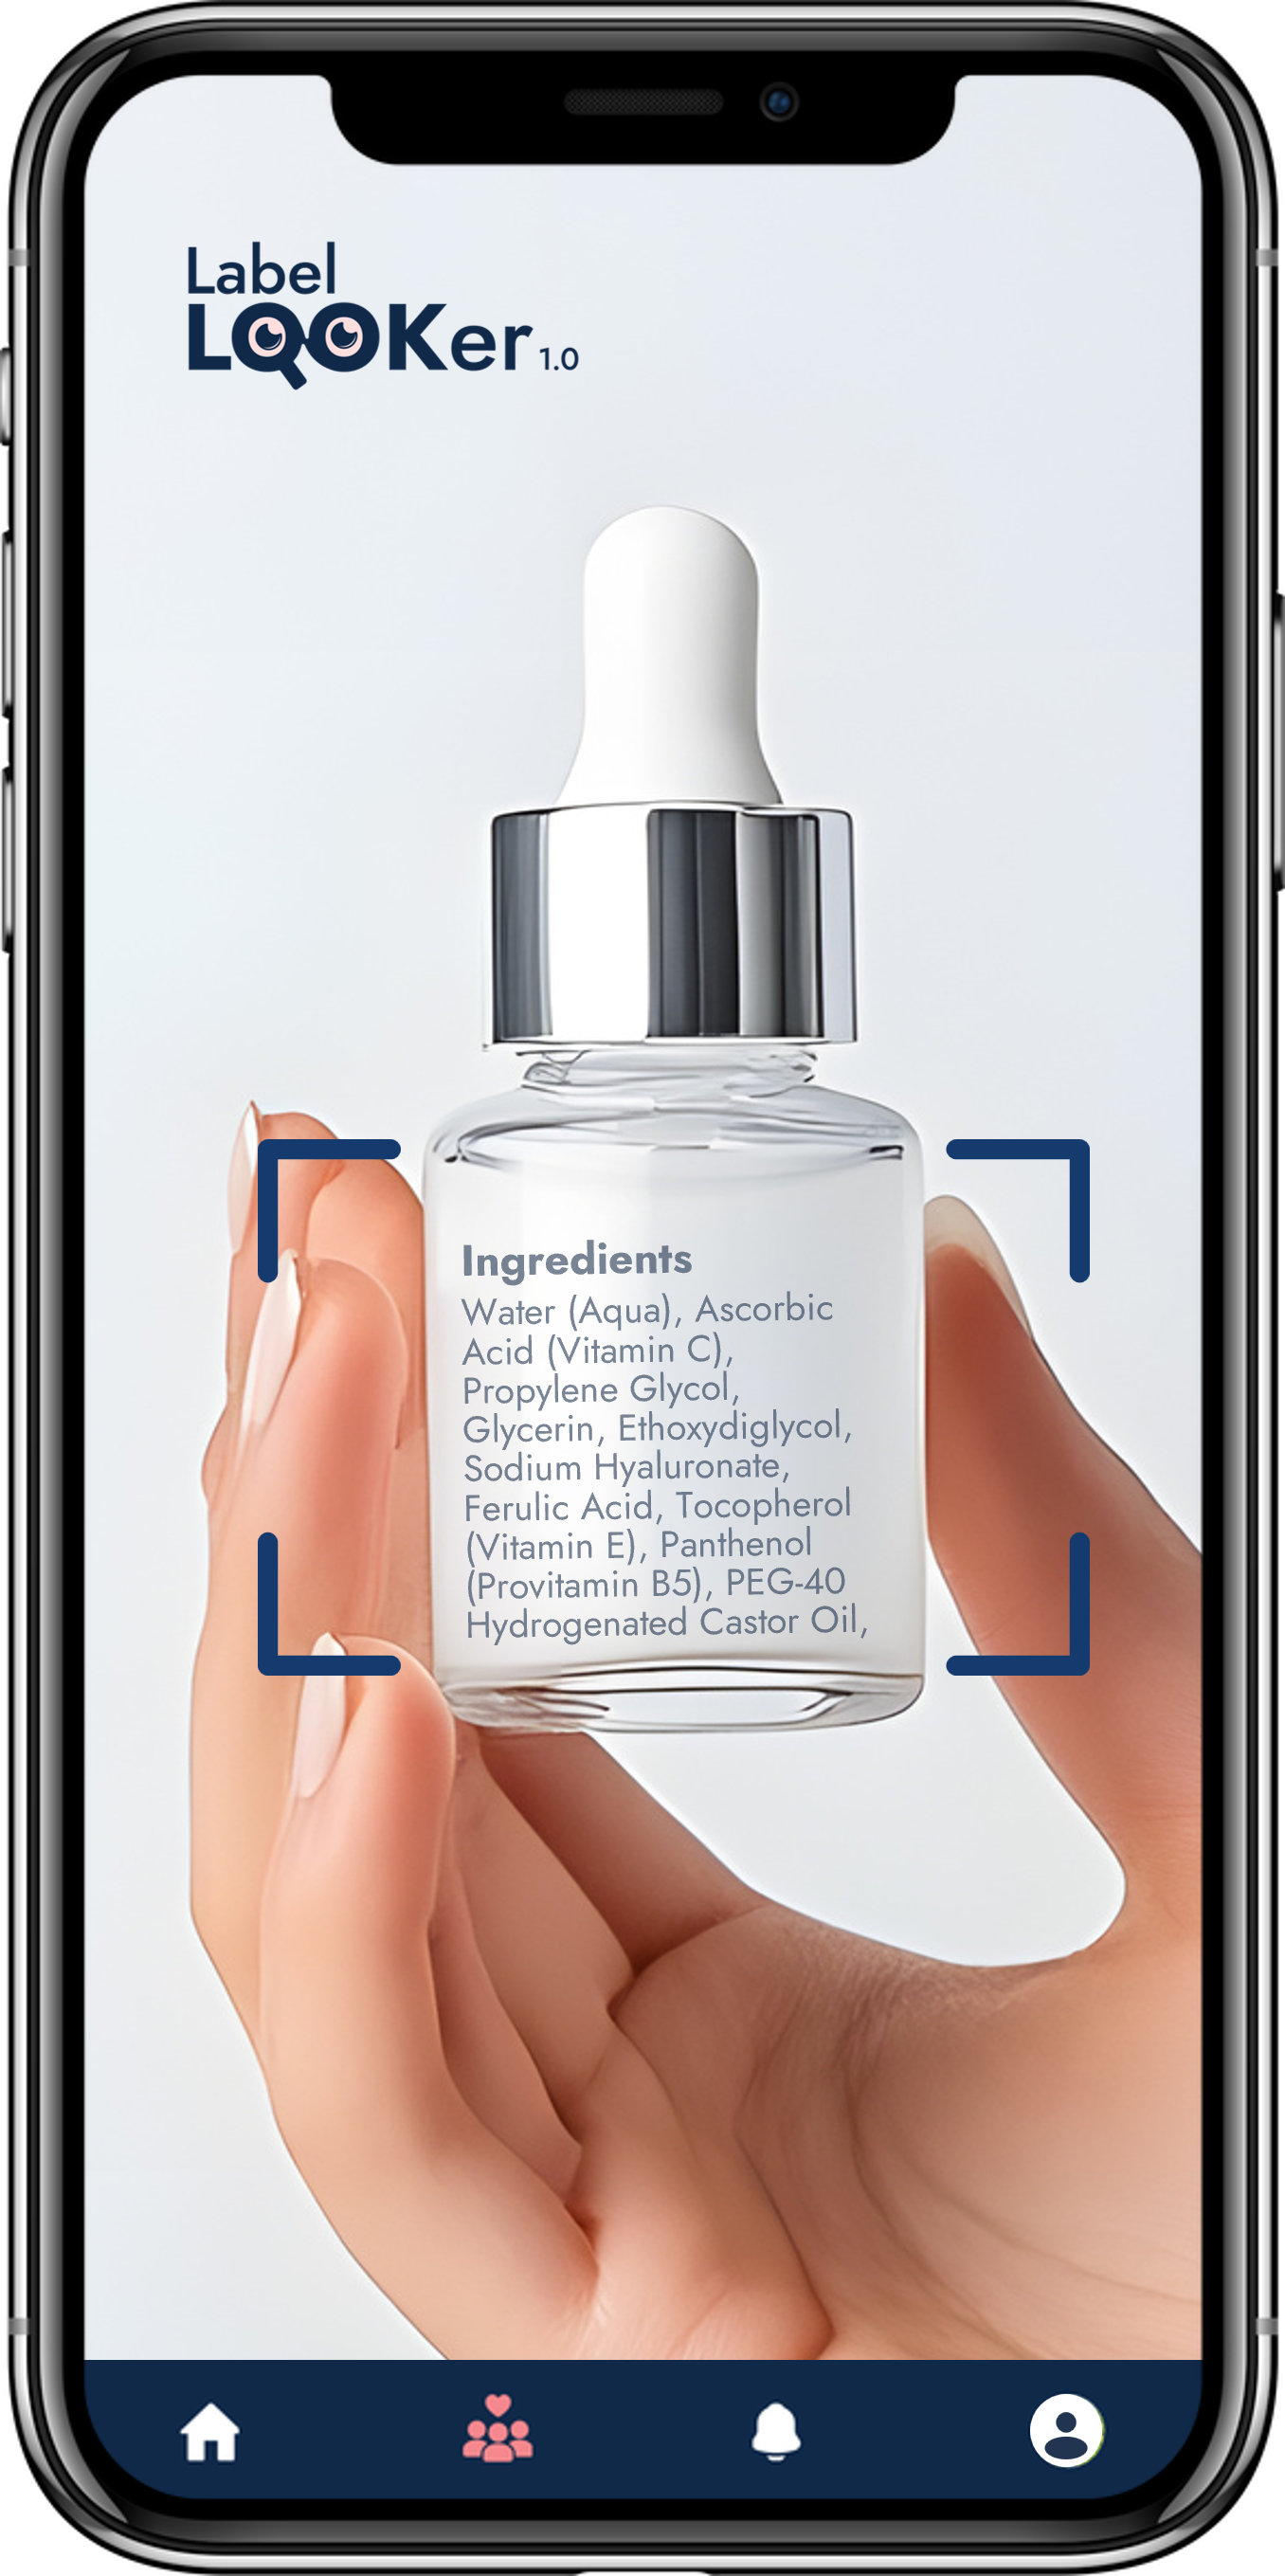 Label
LOOKer 1.0
Ingredients
Water (Aqua), Ascorbic
Acid (Vitamin C),
Propylene Glycol,
Glycerin, Ethoxydiglycol,
Sodium Hyaluronate,
Ferulic Acid, Tocopherol
(Vitamin E), Panthenol
(Provitamin B5), PEG-40
Hydrogenated Castor Oil,